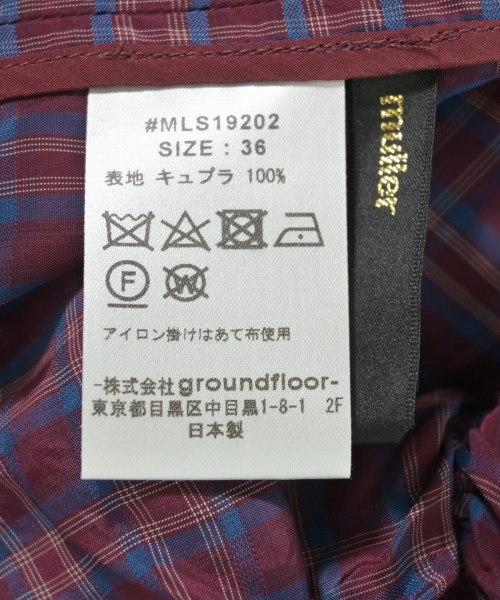 #MLS19202
SIZE : 36
表地 キュプラ 100%
F
W
アイロン掛けはあて布使用
-株式会社groundfloor-
東京都目黒区中目黒1-8-1 2F
日本製
muller